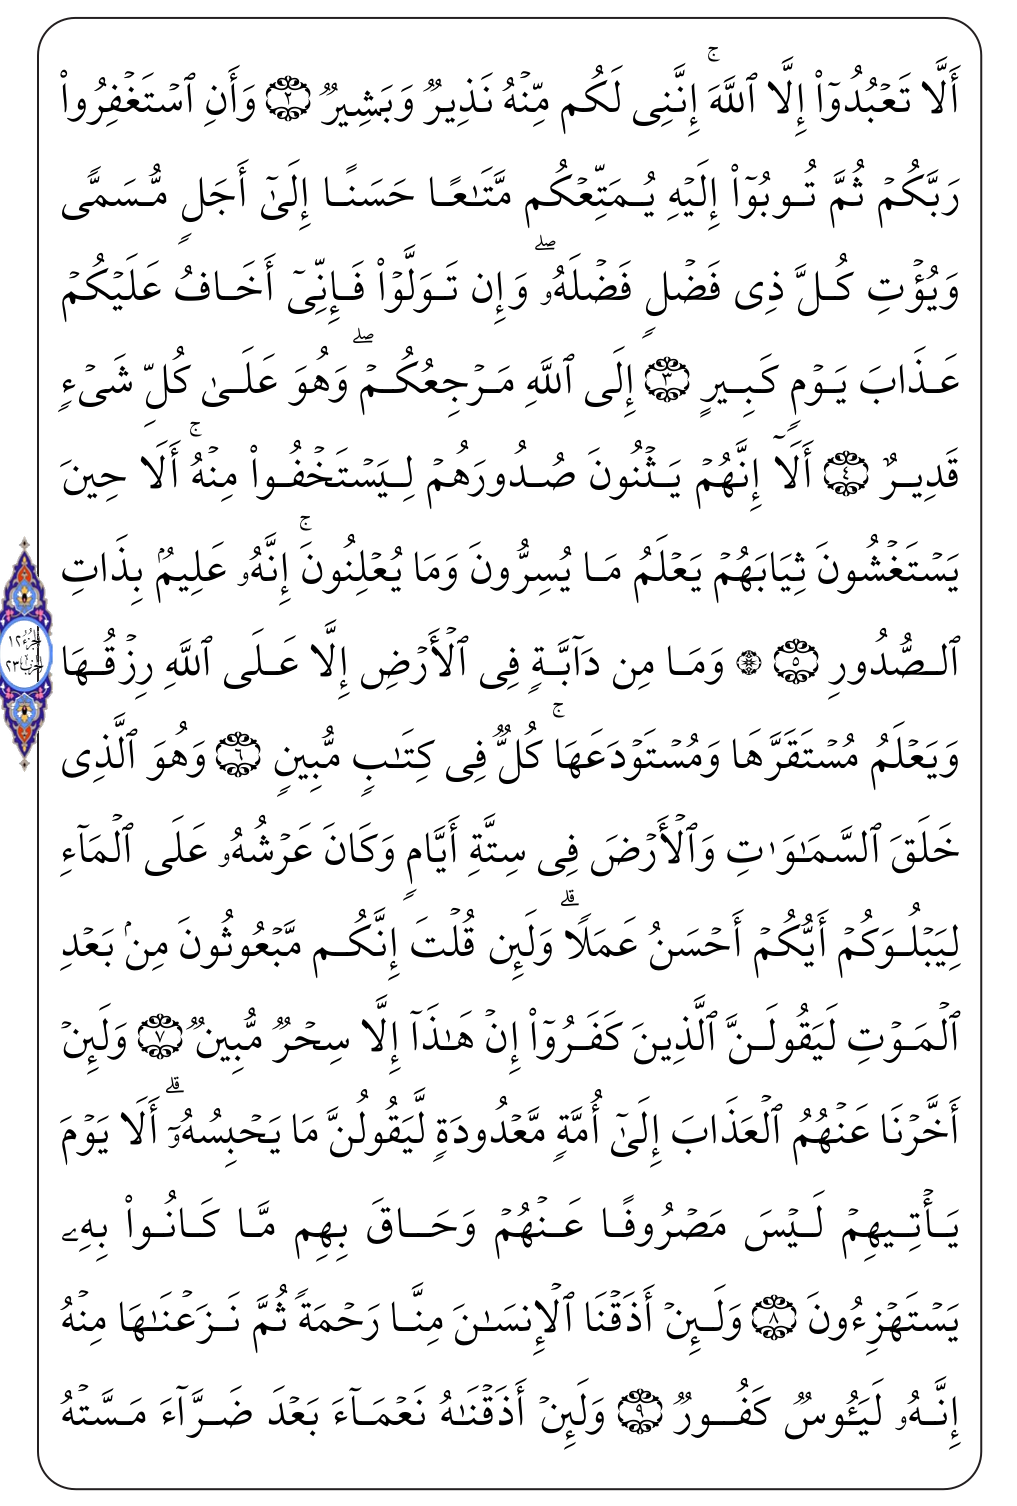 أَلَّا تَعۡبُدُوٓاْ إِلَّا ٱللَّهَۚ إِنَّنِي لَكُم مِّنۡهُ نَذِيرٞ وَبَشِيرٞ ٢ وَأَنِ ٱسۡتَغۡفِرُواْ
رَبَّكُمۡ ثُمَّ تُوبُوٓاْ إِلَيۡهِ يُمَتِّعۡكُم مَّتَٰعًا حَسَنًا إِلَىٰٓ أَجَلٖ مُّسَمّٗى
وَيُؤۡتِ كُلَّ ذِي فَضۡلٖ فَضۡلَهُۥۖ وَإِن تَوَلَّوۡاْ فَإِنِّيٓ أَخَافُ عَلَيۡكُمۡ
عَذَابَ يَوۡمٖ كَبِيرٍ ٣ إِلَى ٱللَّهِ مَرۡجِعُكُمۡۖ وَهُوَ عَلَىٰ كُلِّ شَيۡءٖ
قَدِيرٌ ٤ أَلَآ إِنَّهُمۡ يَثۡنُونَ صُدُورَهُمۡ لِيَسۡتَخۡفُواْ مِنۡهُۚ أَلَا حِينَ
يَسۡتَغۡشُونَ ثِيَابَهُمۡ يَعۡلَمُ مَا يُسِرُّونَ وَمَا يُعۡلِنُونَۚ إِنَّهُۥ عَلِيمُۢ بِذَاتِ
ٱلصُّدُورِ ٥ ۞ وَمَا مِن دَآبَّةٖ فِي ٱلۡأَرۡضِ إِلَّا عَلَى ٱللَّهِ رِزۡقُهَا
وَيَعۡلَمُ مُسۡتَقَرَّهَا وَمُسۡتَوۡدَعَهَاۚ كُلّٞ فِي كِتَٰبٖ مُّبِينٖ ٦ وَهُوَ ٱلَّذِي
خَلَقَ ٱلسَّمَٰوَٰتِ وَٱلۡأَرۡضَ فِي سِتَّةِ أَيَّامٖ وَكَانَ عَرۡشُهُۥ عَلَى ٱلۡمَآءِ
لِيَبۡلُوَكُمۡ أَيُّكُمۡ أَحۡسَنُ عَمَلٗاۗ وَلَئِن قُلۡتَ إِنَّكُم مَّبۡعُوثُونَ مِنۢ بَعۡدِ
ٱلۡمَوۡتِ لَيَقُولَنَّ ٱلَّذِينَ كَفَرُوٓاْ إِنۡ هَٰذَآ إِلَّا سِحۡرٞ مُّبِينٞ ٧ وَلَئِنۡ
أَخَّرۡنَا عَنۡهُمُ ٱلۡعَذَابَ إِلَىٰٓ أُمَّةٖ مَّعۡدُودَةٖ لَّيَقُولُنَّ مَا يَحۡبِسُهُۥٓۗ أَلَا يَوۡمَ
يَأۡتِيهِمۡ لَيۡسَ مَصۡرُوفًا عَنۡهُمۡ وَحَاقَ بِهِم مَّا كَانُواْ بِهِۦ
يَسۡتَهۡزِءُونَ ٨ وَلَئِنۡ أَذَقۡنَا ٱلۡإِنسَٰنَ مِنَّا رَحۡمَةٗ ثُمَّ نَزَعۡنَٰهَا مِنۡهُ
إِنَّهُۥ لَيَـُٔوسٞ كَفُورٞ ٩ وَلَئِنۡ أَذَقۡنَٰهُ نَعۡمَآءَ بَعۡدَ ضَرَّآءَ مَسَّتۡهُ
الجزء ١٢
الحزب ٢٣